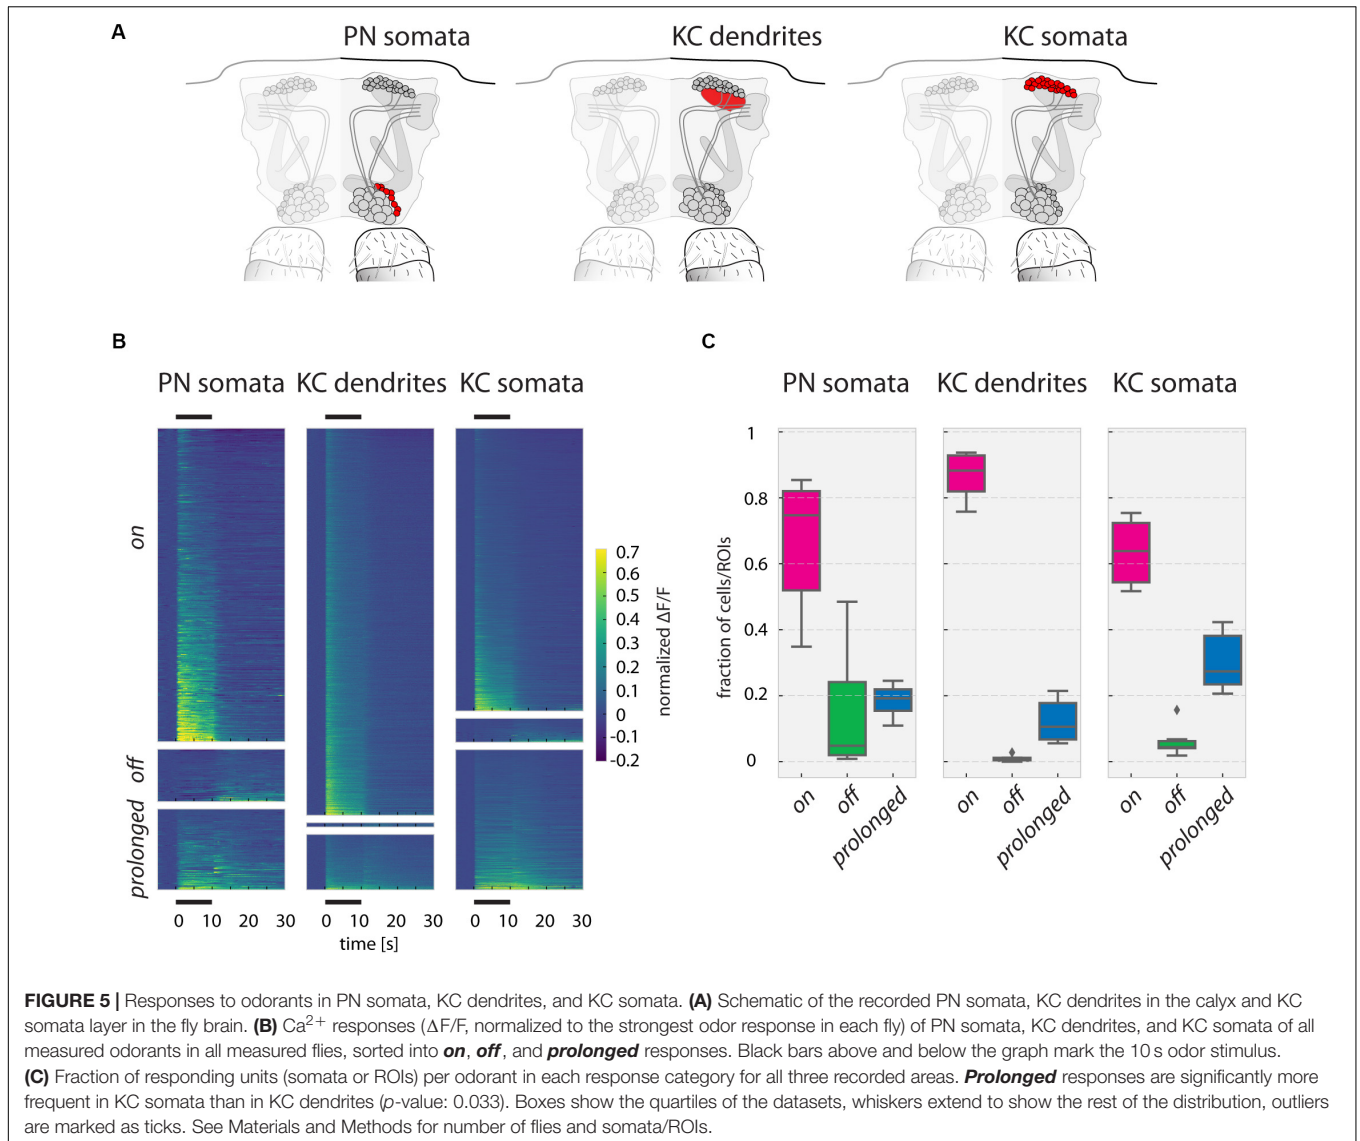 A
PN somata
KC dendrites
KC somata
B
PN somata KC dendrites KC somata
on
off
prolonged
0 10 20 30 0 10 20 30 0 10 20 30
time [s]
0.7
0.6
0.5
0.4
0.3
0.2
0.1
0
-0.1
-0.2
normalized ΔF/F
C
PN somata KC dendrites KC somata
fraction of cells/ROIs
1
0.8
0.6
0.4
0.2
0
on off prolonged on off prolonged on off prolonged
FIGURE 5 | Responses to odorants in PN somata, KC dendrites, and KC somata. (A) Schematic of the recorded PN somata, KC dendrites in the calyx and KC
somata layer in the fly brain. (B) Ca2+ responses (ΔF/F, normalized to the strongest odor response in each fly) of PN somata, KC dendrites, and KC somata of all
measured odorants in all measured flies, sorted into on, off, and prolonged responses. Black bars above and below the graph mark the 10 s odor stimulus.
(C) Fraction of responding units (somata or ROIs) per odorant in each response category for all three recorded areas. Prolonged responses are significantly more
frequent in KC somata than in KC dendrites (p-value: 0.033). Boxes show the quartiles of the datasets, whiskers extend to show the rest of the distribution, outliers
are marked as ticks. See Materials and Methods for number of flies and somata/ROIs.